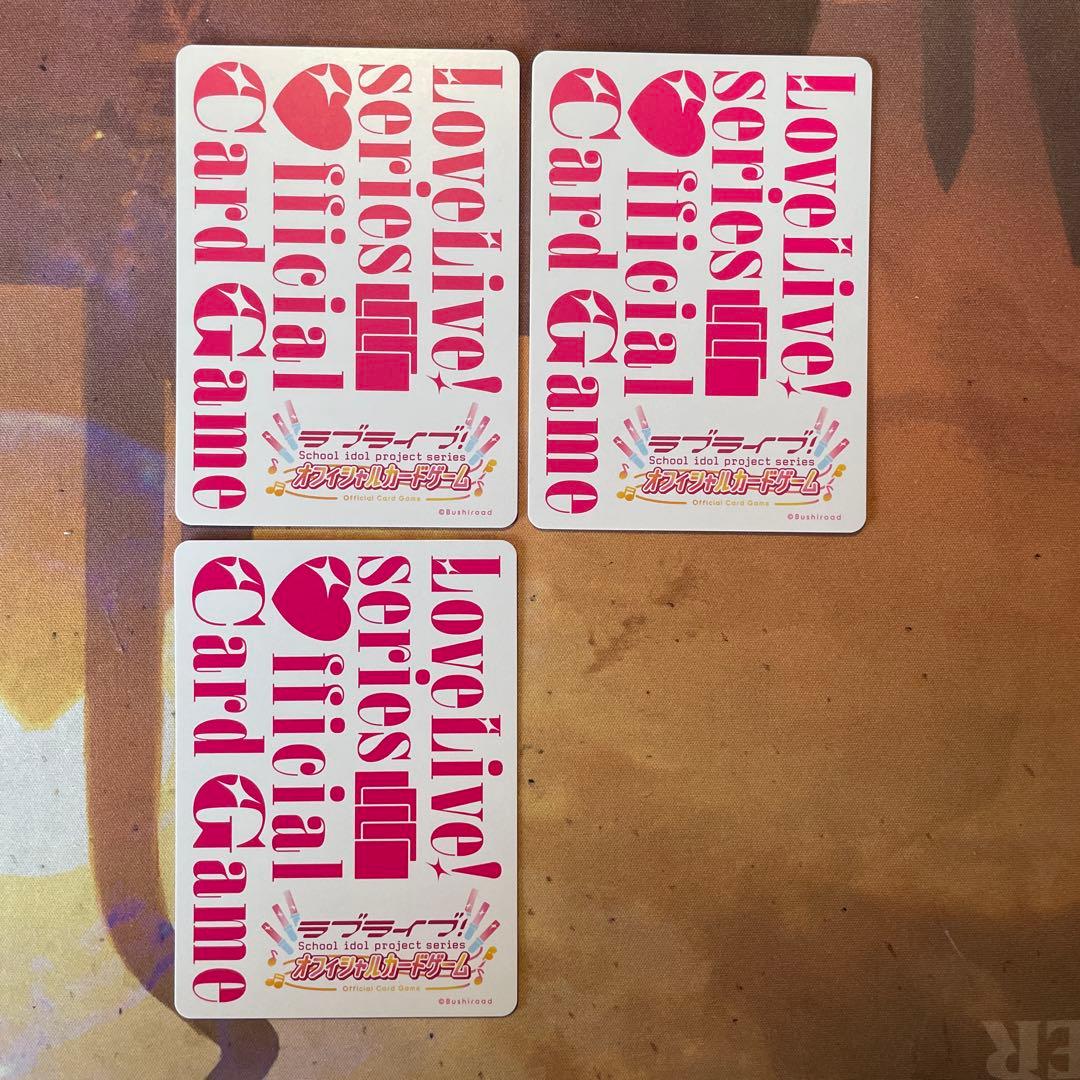 LoveLive!
series
fficial
Card Game
ラブライブ!
School idol project series
オフィシャルカードゲーム
Official Card Game
©Bushiroad
LoveLive!
series
fficial
Card Game
ラブライブ!
School idol project series
オフィシャルカードゲーム
Official Card Game
©Bushiroad
LoveLive!
series
fficial
Card Game
ラブライブ!
School idol project series
オフィシャルカードゲーム
Official Card Game
©Bushiroad
ER